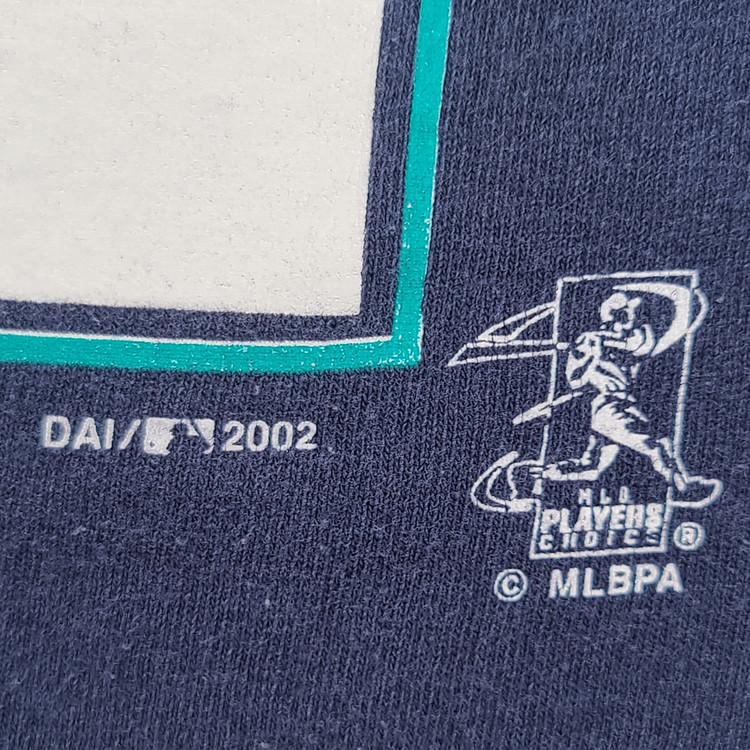 DAI/ 2002
MLB
PLAYERS
CHOICE ®
© MLBPA